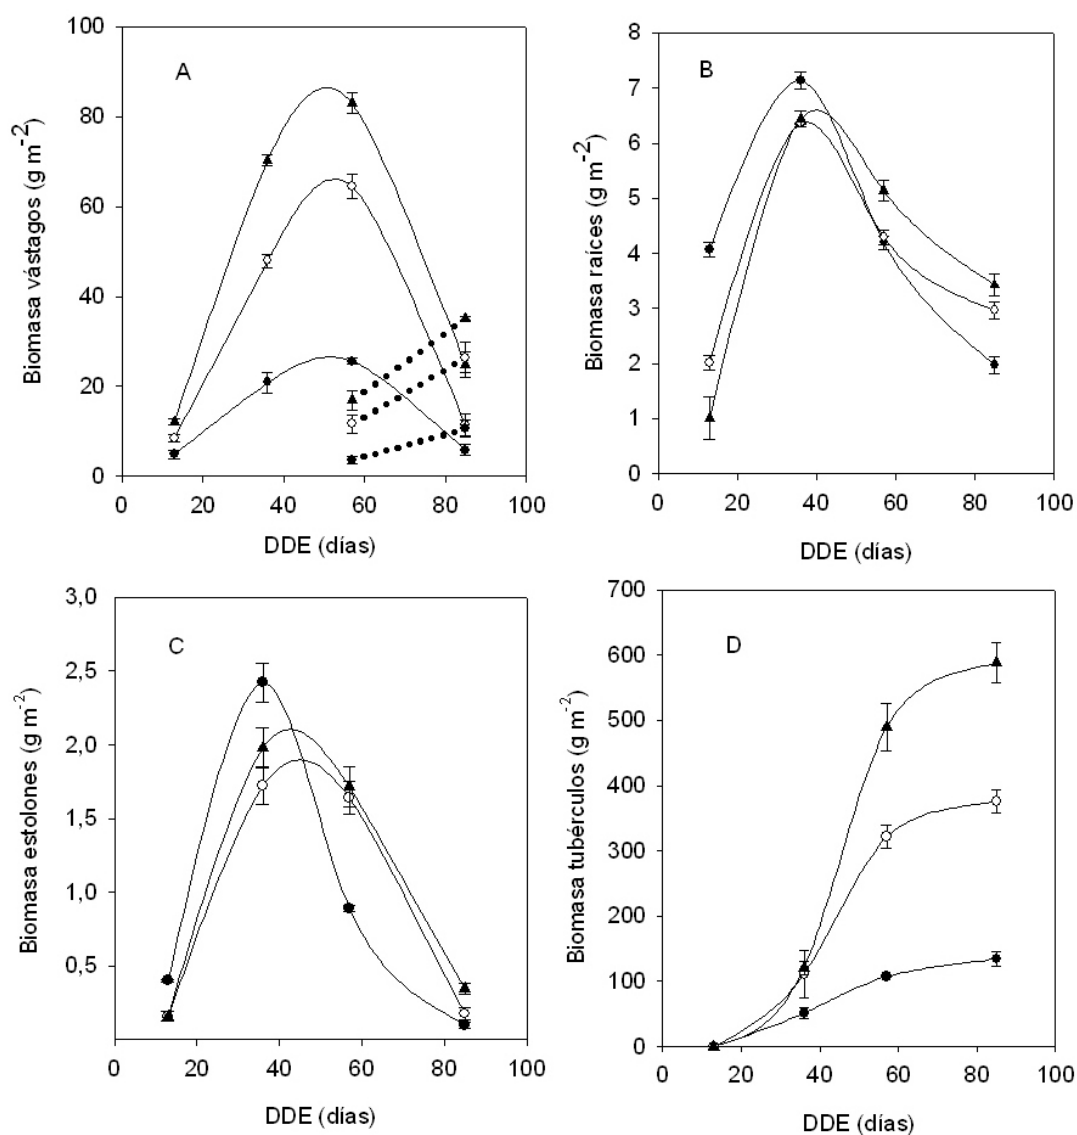 A
Biomasa vástagos (g m-2)
100
80
60
40
20
0
0 20 40 60 80 100
DDE (días)
B
Biomasa raíces (g m-2)
8
7
6
5
4
3
2
1
0
0 20 40 60 80 100
DDE (días)
C
Biomasa estolones (g m-2)
3,0
2,5
2,0
1,5
1,0
0,5
0 20 40 60 80 100
DDE (días)
D
Biomasa tubérculos (g m-2)
700
600
500
400
300
200
100
0
0 20 40 60 80 100
DDE (días)